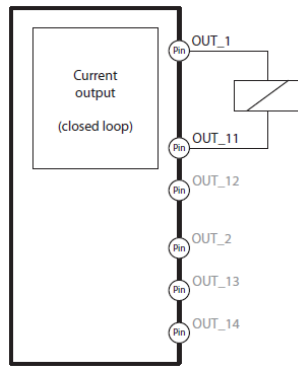 Pin OUT_1
Current
output
(closed loop)
Pin OUT_11
Pin OUT_12
Pin OUT_2
Pin OUT_13
Pin OUT_14